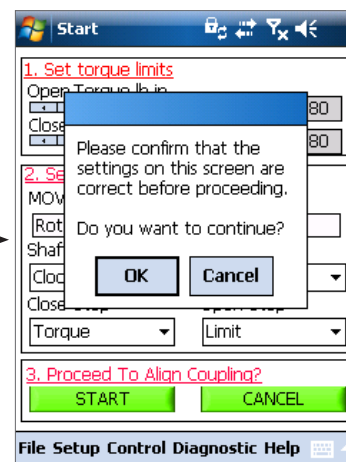 Start
1. Set torque limits
Open Torque lb in
80
Close
80
Please confirm that the
settings on this screen are
correct before proceeding.
Do you want to continue?
OK
Cancel
2. Se
MOV
Rot
Shaf
Cloc
Close Stop
Open Stop
Torque
Limit
3. Proceed To Align Coupling?
START
CANCEL
File Setup Control Diagnostic Help